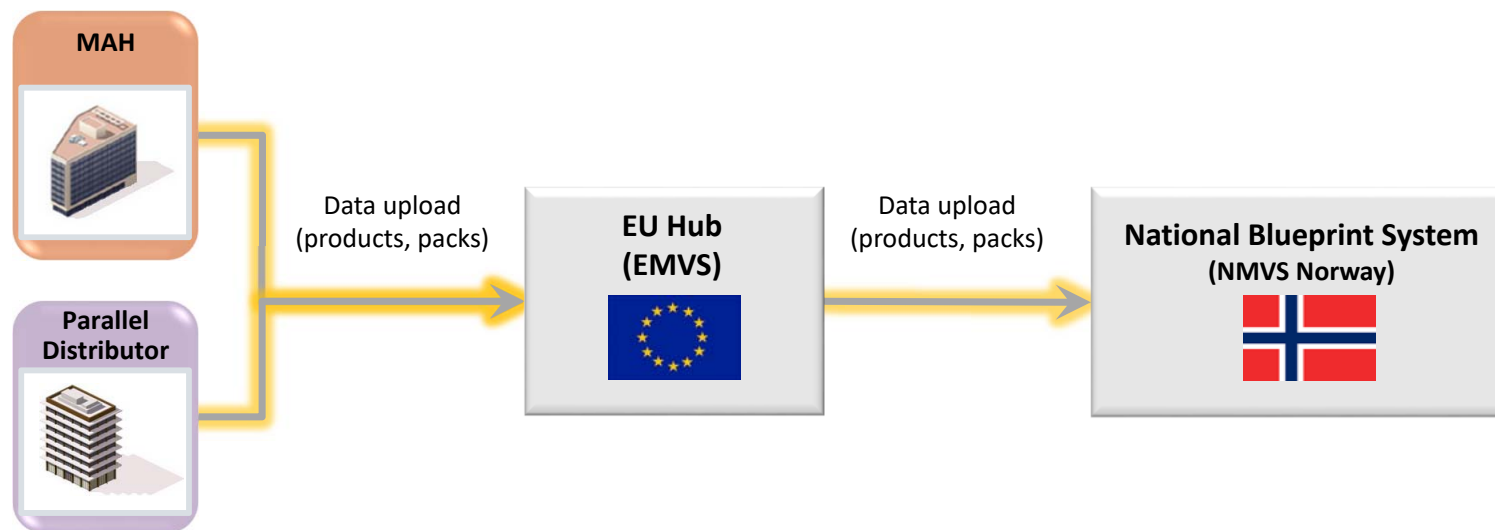 MAH
Parallel
Distributor
Data upload
(products, packs)
EU Hub
(EMVS)
Data upload
(products, packs)
National Blueprint System
(NMVS Norway)